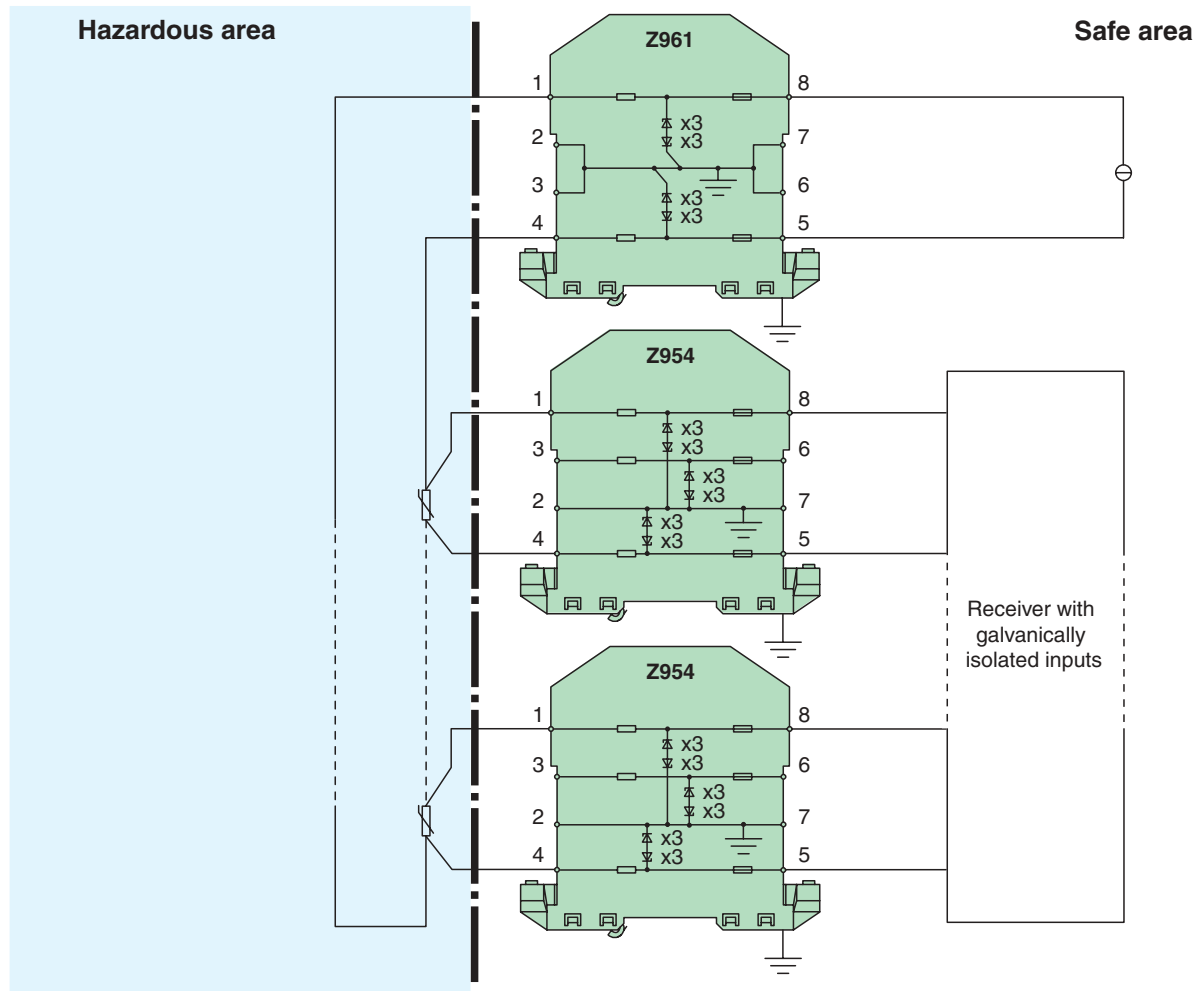 Hazardous area
Safe area
Z961
1
8
x3
x3
2
7
3
6
x3
x3
4
5
Z954
1
8
x3
x3
3
6
x3
x3
2
7
x3
x3
4
5
Z954
1
8
x3
x3
3
6
x3
x3
2
7
x3
x3
4
5
Receiver with
galvanically
isolated inputs